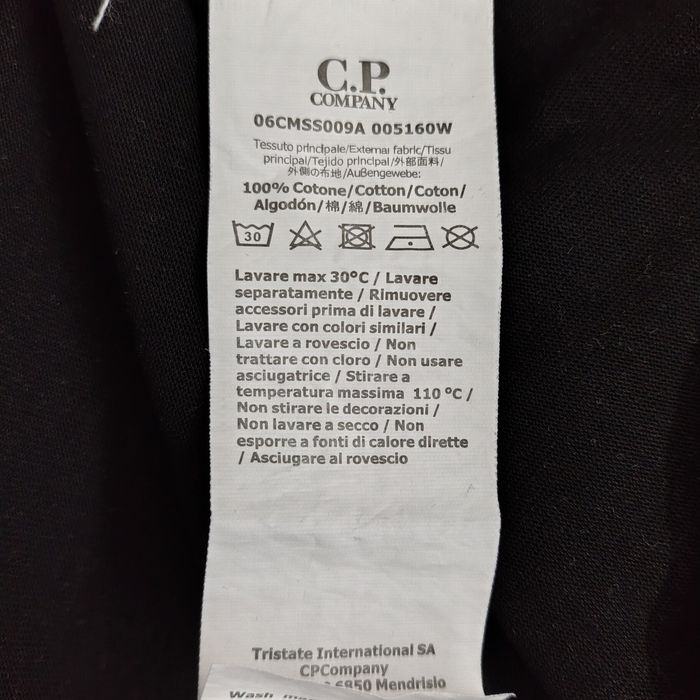 C.P.
COMPANY
06CMSS009A 005160W
Tessuto principale/External fabric/Tissu
principal/Tejido principal/外部面料/
外側の布地/Außengewebe:
100% Cotone/Cotton/Coton/
Algodón/棉/綿/Baumwolle
30
Lavare max 30°C / Lavare
separatamente / Rimuovere
accessori prima di lavare /
Lavare con colori similari /
Lavare a rovescio / Non
trattare con cloro / Non usare
asciugatrice / Stirare a
temperatura massima 110 °C /
Non stirare le decorazioni /
Non lavare a secco / Non
esporre a fonti di calore dirette
/ Asciugare al rovescio
Tristate International SA
CPCompany
6850 Mendrisio
Wash